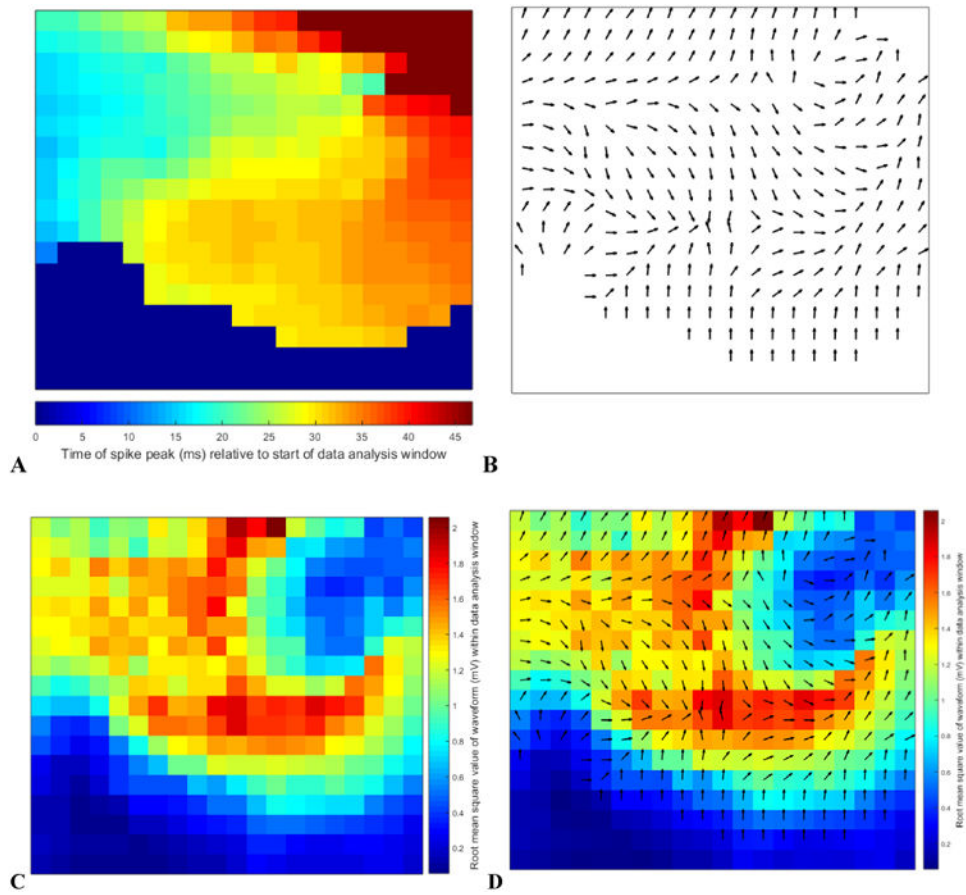 0 5 10 15 20 25 30 35 40 45
Time of spike peak (ms) relative to start of data analysis window
A
B
2
1.8
1.6
1.4
1.2
1
0.8
0.6
0.4
0.2
Root mean square value of waveform (mV) within data analysis window
C
2
1.8
1.6
1.4
1.2
1
0.8
0.6
0.4
0.2
Root mean square value of waveform (mV) within data analysis window
D